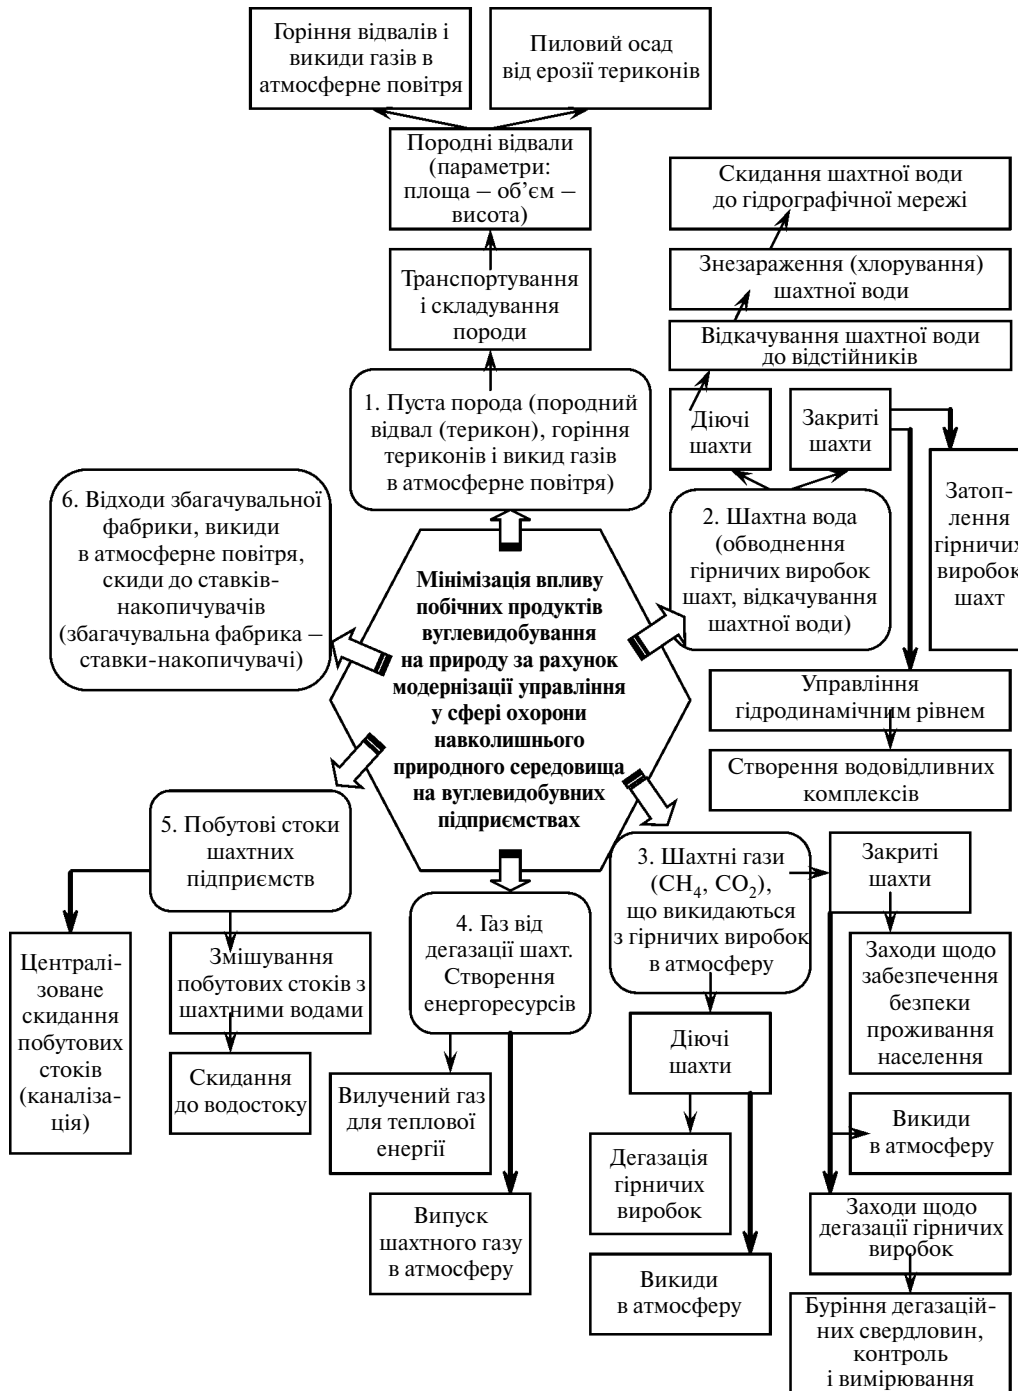 Горіння відвалів і
викиди газів в
атмосферне повітря
Пиловий осад
від ерозії териконів
Породні відвали
(параметри:
площа – об’єм –
висота)
Транспортування
і складування
породи
1. Пуста порода (породний
відвал (терикон), горіння
териконів і викид газів
в атмосферне повітря)
Скидання шахтної води
до гідрографічної мережі
Знезараження (хлорування)
шахтної води
Відкачування шахтної води
до відстійників
Діючі
шахти
Закриті
шахти
2. Шахтна вода
(обводнення
гірничих виробок
шахт, відкачування
шахтної води)
Затоп-
лення
гірничих
виробок
шахт
Управління
гідродинамічним рівнем
Створення водовідливних
комплексів
6. Відходи збагачувальної
фабрики, викиди
в атмосферне повітря,
скиди до ставків-
накопичувачів
(збагачувальна фабрика –
ставки-накопичувачі)
Мінімізація впливу
побічних продуктів
вуглевидобування
на природу за рахунок
модернізації управління
у сфері охорони
навколишнього
природного середовища
на вуглевидобувних
підприємствах
5. Побутові стоки
шахтних
підприємств
Централі-
зоване
скидання
побутових
стоків
(каналіза-
ція)
Змішування
побутових стоків з
шахтними водами
Скидання
до водостоку
4. Газ від
дегазації шахт.
Створення
енергоресурсів
Вилучений газ
для теплової
енергії
Випуск
шахтного газу
в атмосферу
3. Шахтні гази
(CH₄, CO₂),
що викидаються
з гірничих виробок
в атмосферу
Діючі
шахти
Дегазація
гірничих
виробок
Викиди
в атмосферу
Закриті
шахти
Заходи щодо
забезпечення
безпеки
проживання
населення
Викиди
в атмосферу
Заходи щодо
дегазації гірничих
виробок
Буріння дегазацій-
них свердловин,
контроль
і вимірювання